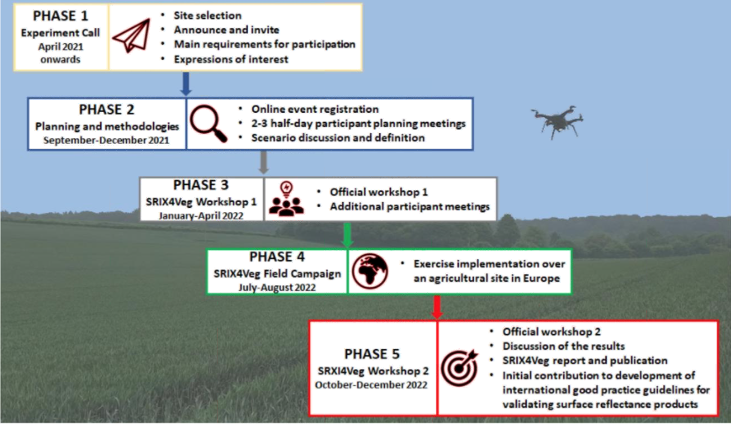 PHASE 1
Experiment Call
April 2021
onwards
• Site selection
• Announce and invite
• Main requirements for participation
• Expressions of interest
PHASE 2
Planning and methodologies
September-December 2021
• Online event registration
• 2-3 half-day participant planning meetings
• Scenario discussion and definition
PHASE 3
SRIX4Veg Workshop 1
January-April 2022
• Official workshop 1
• Additional participant meetings
PHASE 4
SRIX4Veg Field Campaign
July-August 2022
• Exercise implementation over
an agricultural site in Europe
PHASE 5
SRXI4Veg Workshop 2
October-December 2022
• Official workshop 2
• Discussion of the results
• SRIX4Veg report and publication
• Initial contribution to development of
international good practice guidelines for
validating surface reflectance products